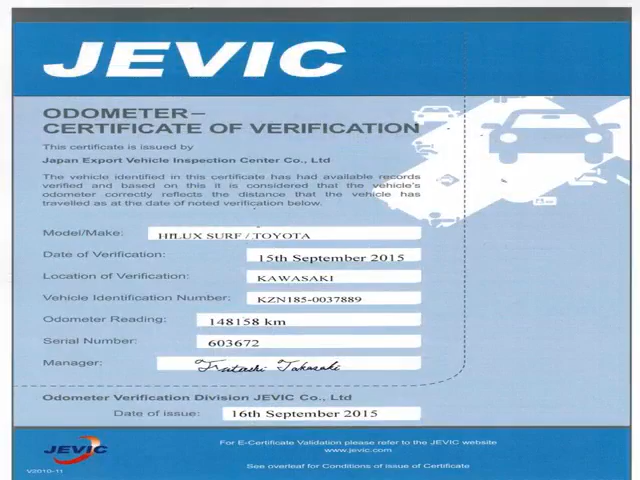 JEVIC
ODOMETER–
CERTIFICATE OF VERIFICATION
This certificate is issued by
Japan Export Vehicle Inspection Center Co., Ltd
The vehicle identified in this certificate has had available records
verified and based on this it is considered that the vehicle's
odometer correctly reflects the distance that the vehicle has
travelled as at the date of noted verification below.
Model/Make: HILUX SURF / TOYOTA
Date of Verification: 15th September 2015
Location of Verification: KAWASAKI
Vehicle Identification Number: KZN185-0037889
Odometer Reading: 148158 km
Serial Number: 603672
Manager: Takasaki
Odometer Verification Division JEVIC Co., Ltd
Date of issue: 16th September 2015
JEVIC
For E-Certificate Validation please refer to the JEVIC website
www.jevic.com
See overleaf for Conditions of Issue of Certificate
V2010-11